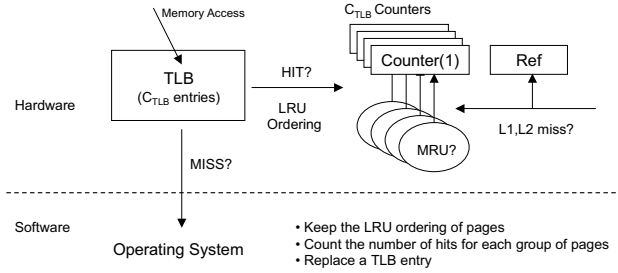 Memory Access
C_TLB Counters
TLB
(C_TLB entries)
HIT?
LRU
Ordering
Counter(1)
Ref
Hardware
MRU?
L1,L2 miss?
MISS?
Software
Operating System
• Keep the LRU ordering of pages
• Count the number of hits for each group of pages
• Replace a TLB entry